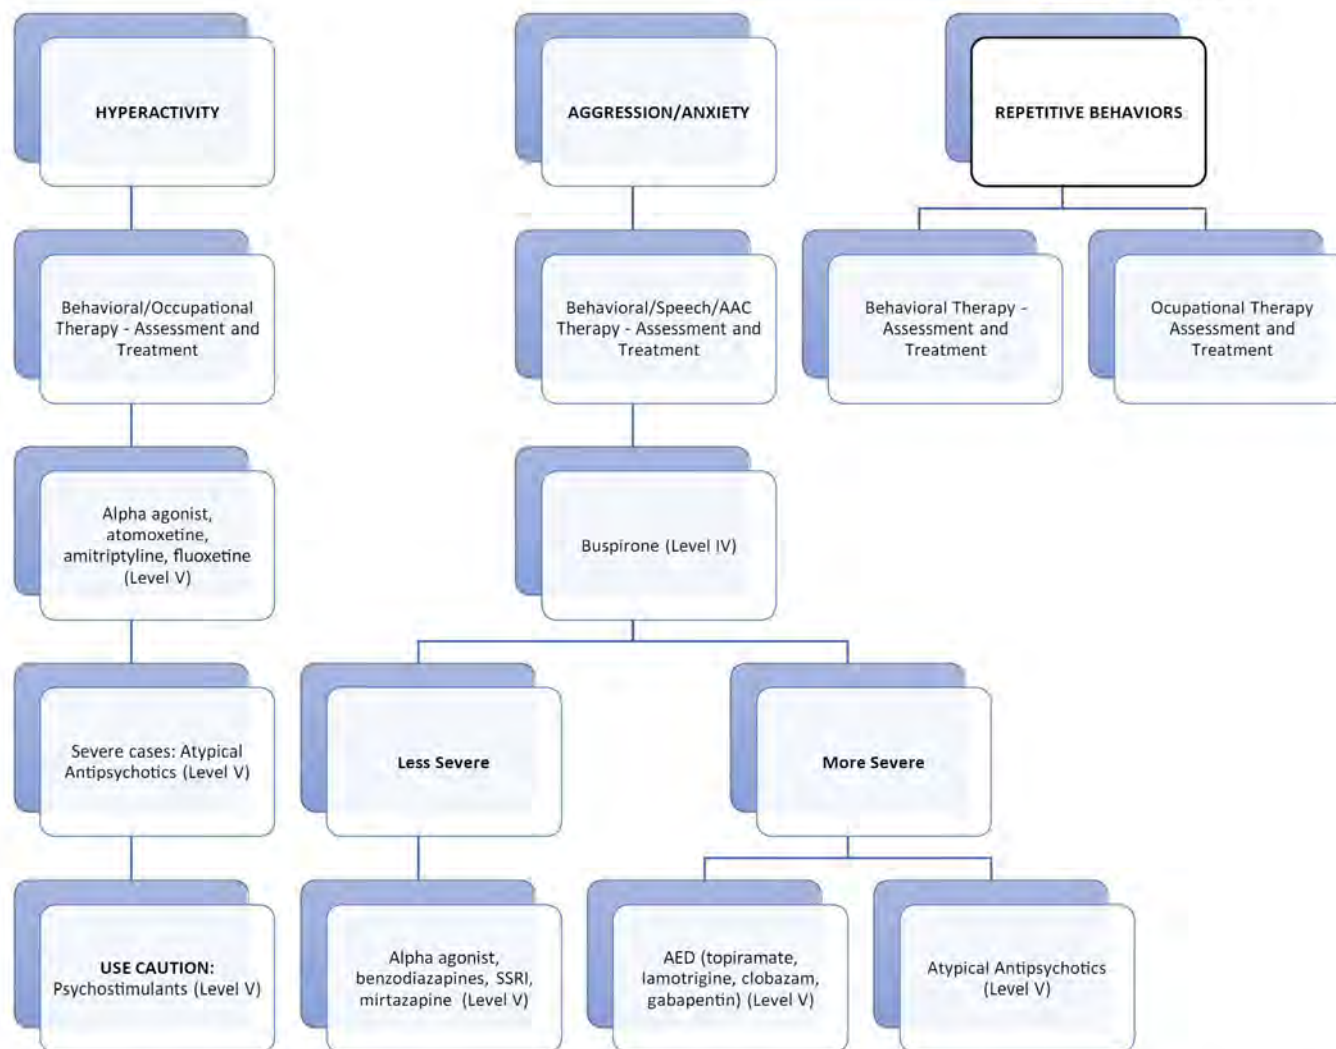 HYPERACTIVITY
AGGRESSION/ANXIETY
REPETITIVE BEHAVIORS
Behavioral/Occupational
Therapy - Assessment and
Treatment
Behavioral/Speech/AAC
Therapy - Assessment and
Treatment
Behavioral Therapy -
Assessment and
Treatment
Ocupational Therapy
Assessment and
Treatment
Alpha agonist,
atomoxetine,
amitriptyline, fluoxetine
(Level V)
Buspirone (Level IV)
Severe cases: Atypical
Antipsychotics (Level V)
Less Severe
More Severe
USE CAUTION:
Psychostimulants (Level V)
Alpha agonist,
benzodiazapines, SSRI,
mirtazapine (Level V)
AED (topiramate,
lamotrigine, clobazam,
gabapentin) (Level V)
Atypical Antipsychotics
(Level V)